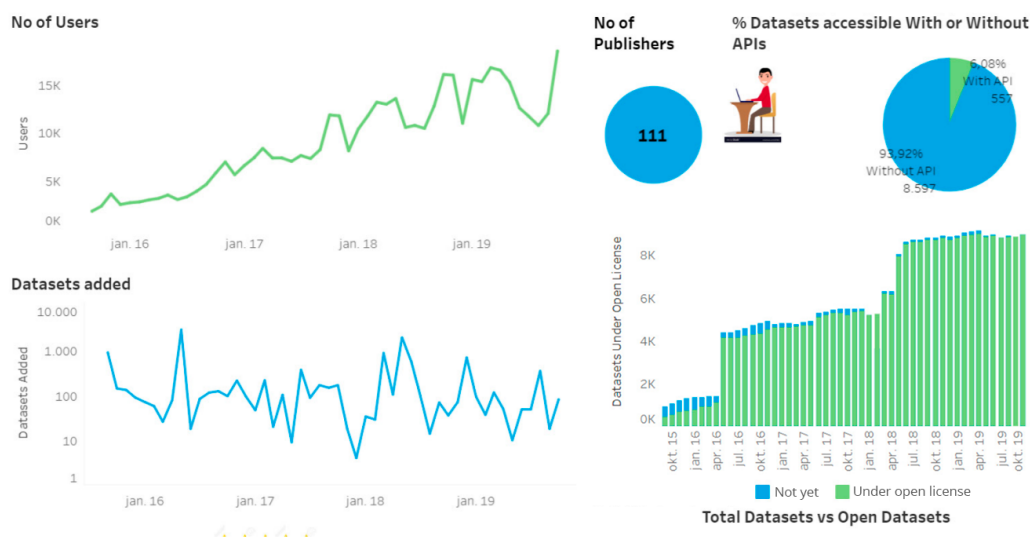 No of Users
Users
15K
10K
5K
0K
jan. 16
jan. 17
jan. 18
jan. 19
Datasets added
Datasets Added
10.000
1.000
100
10
1
jan. 16
jan. 17
jan. 18
jan. 19
No of
Publishers
111
% Datasets accessible With or Without
APIs
6,08%
With API
557
93,92%
Without API
8.597
Datasets Under Open License
8K
6K
4K
2K
0K
okt. 15
jan. 16
apr. 16
jul. 16
okt. 16
jan. 17
apr. 17
jul. 17
okt. 17
jan. 18
apr. 18
jul. 18
okt. 18
jan. 19
apr. 19
jul. 19
okt. 19
Not yet
Under open license
Total Datasets vs Open Datasets